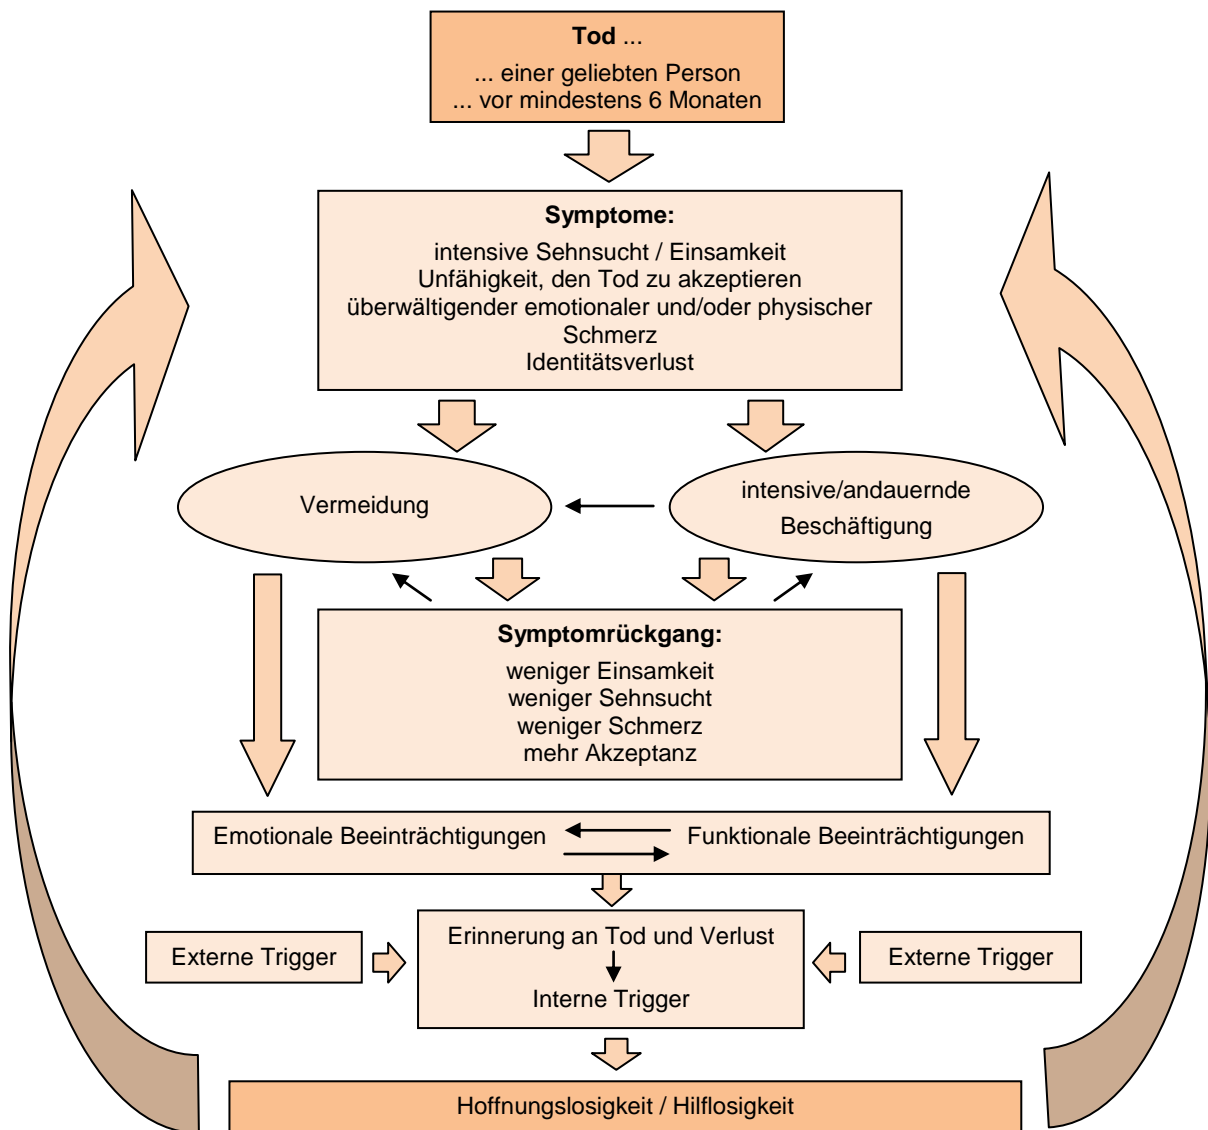 Tod ...
... einer geliebten Person
... vor mindestens 6 Monaten
Symptome:
intensive Sehnsucht / Einsamkeit
Unfähigkeit, den Tod zu akzeptieren
überwältigender emotionaler und/oder physischer
Schmerz
Identitätsverlust
Vermeidung
intensive/andauernde
Beschäftigung
Symptomrückgang:
weniger Einsamkeit
weniger Sehnsucht
weniger Schmerz
mehr Akzeptanz
Emotionale Beeinträchtigungen
Funktionale Beeinträchtigungen
Externe Trigger
Erinnerung an Tod und Verlust
Interne Trigger
Externe Trigger
Hoffnungslosigkeit / Hilflosigkeit